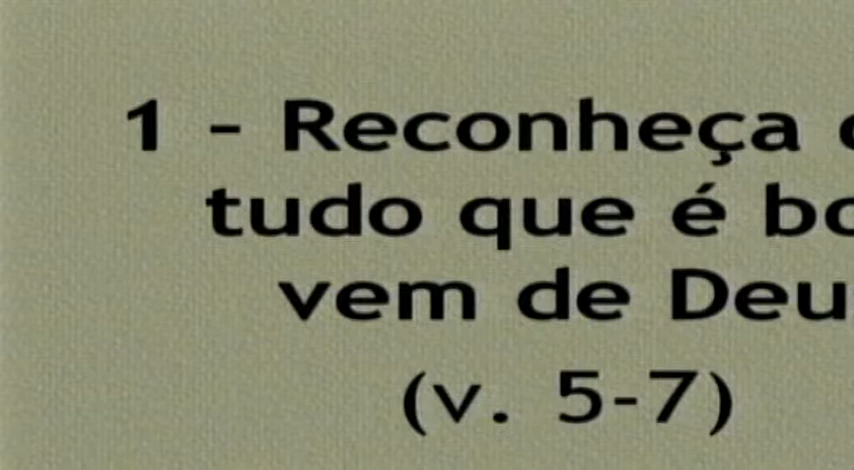 1 - Reconheça
tudo que é
vem de
(v. 5-7)